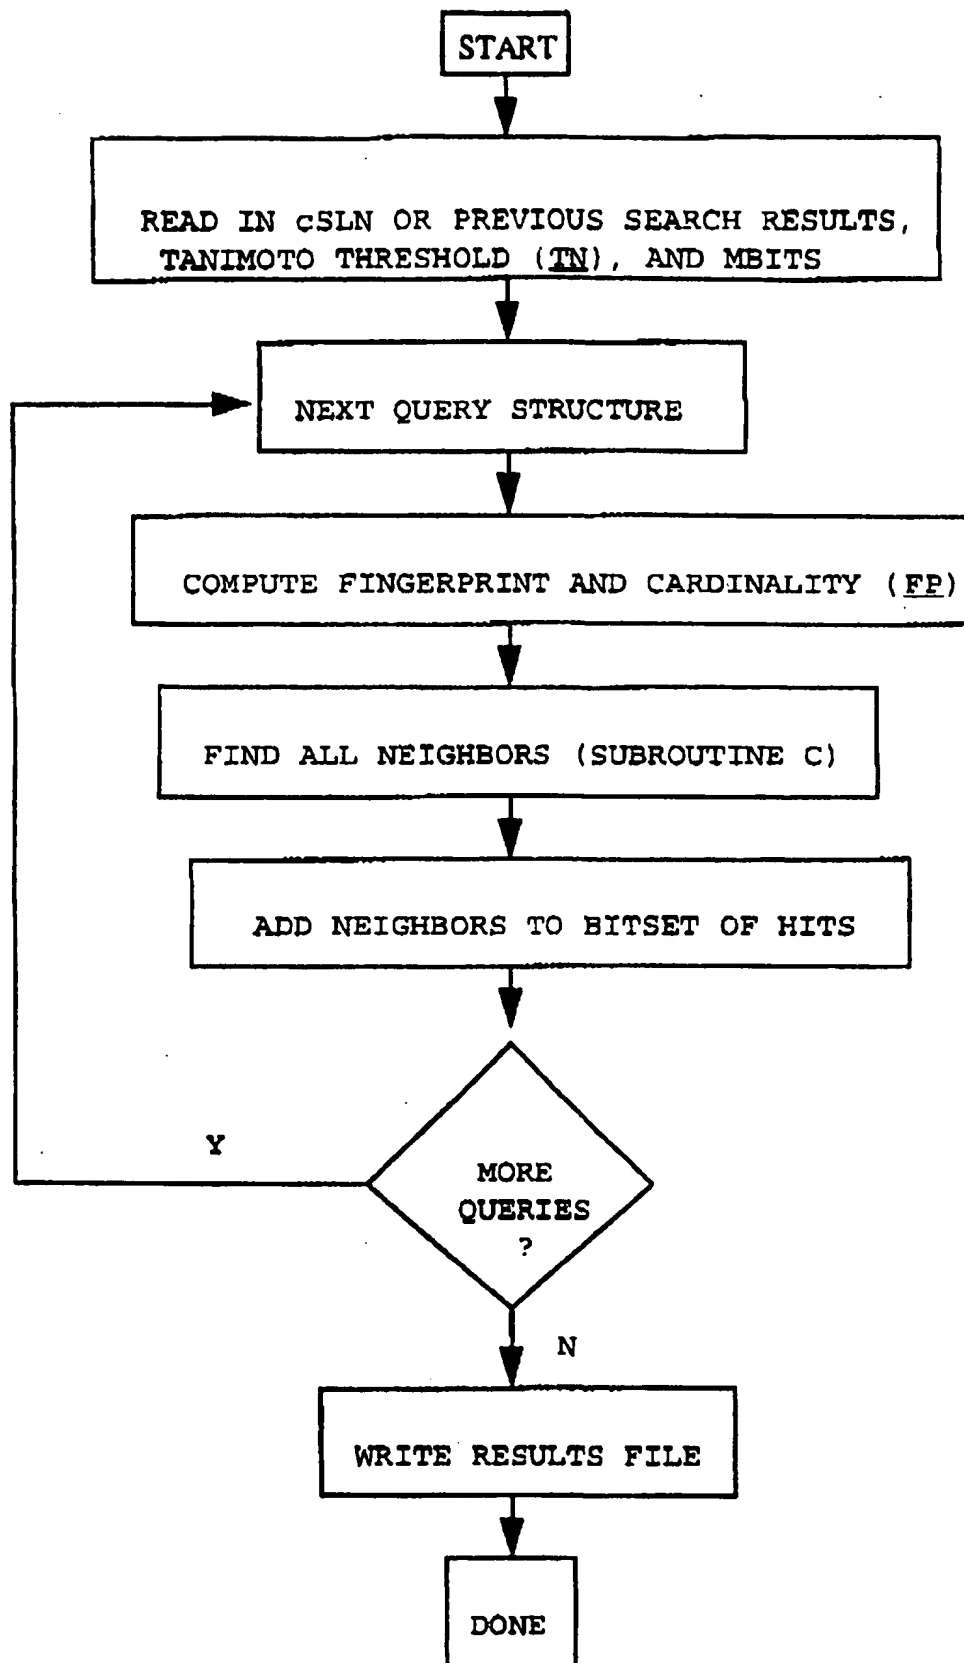 START
READ IN cSLN OR PREVIOUS SEARCH RESULTS,
TANIMOTO THRESHOLD (TN), AND MBITS
NEXT QUERY STRUCTURE
COMPUTE FINGERPRINT AND CARDINALITY (FP)
FIND ALL NEIGHBORS (SUBROUTINE C)
ADD NEIGHBORS TO BITSET OF HITS
Y
MORE
QUERIES
?
N
WRITE RESULTS FILE
DONE